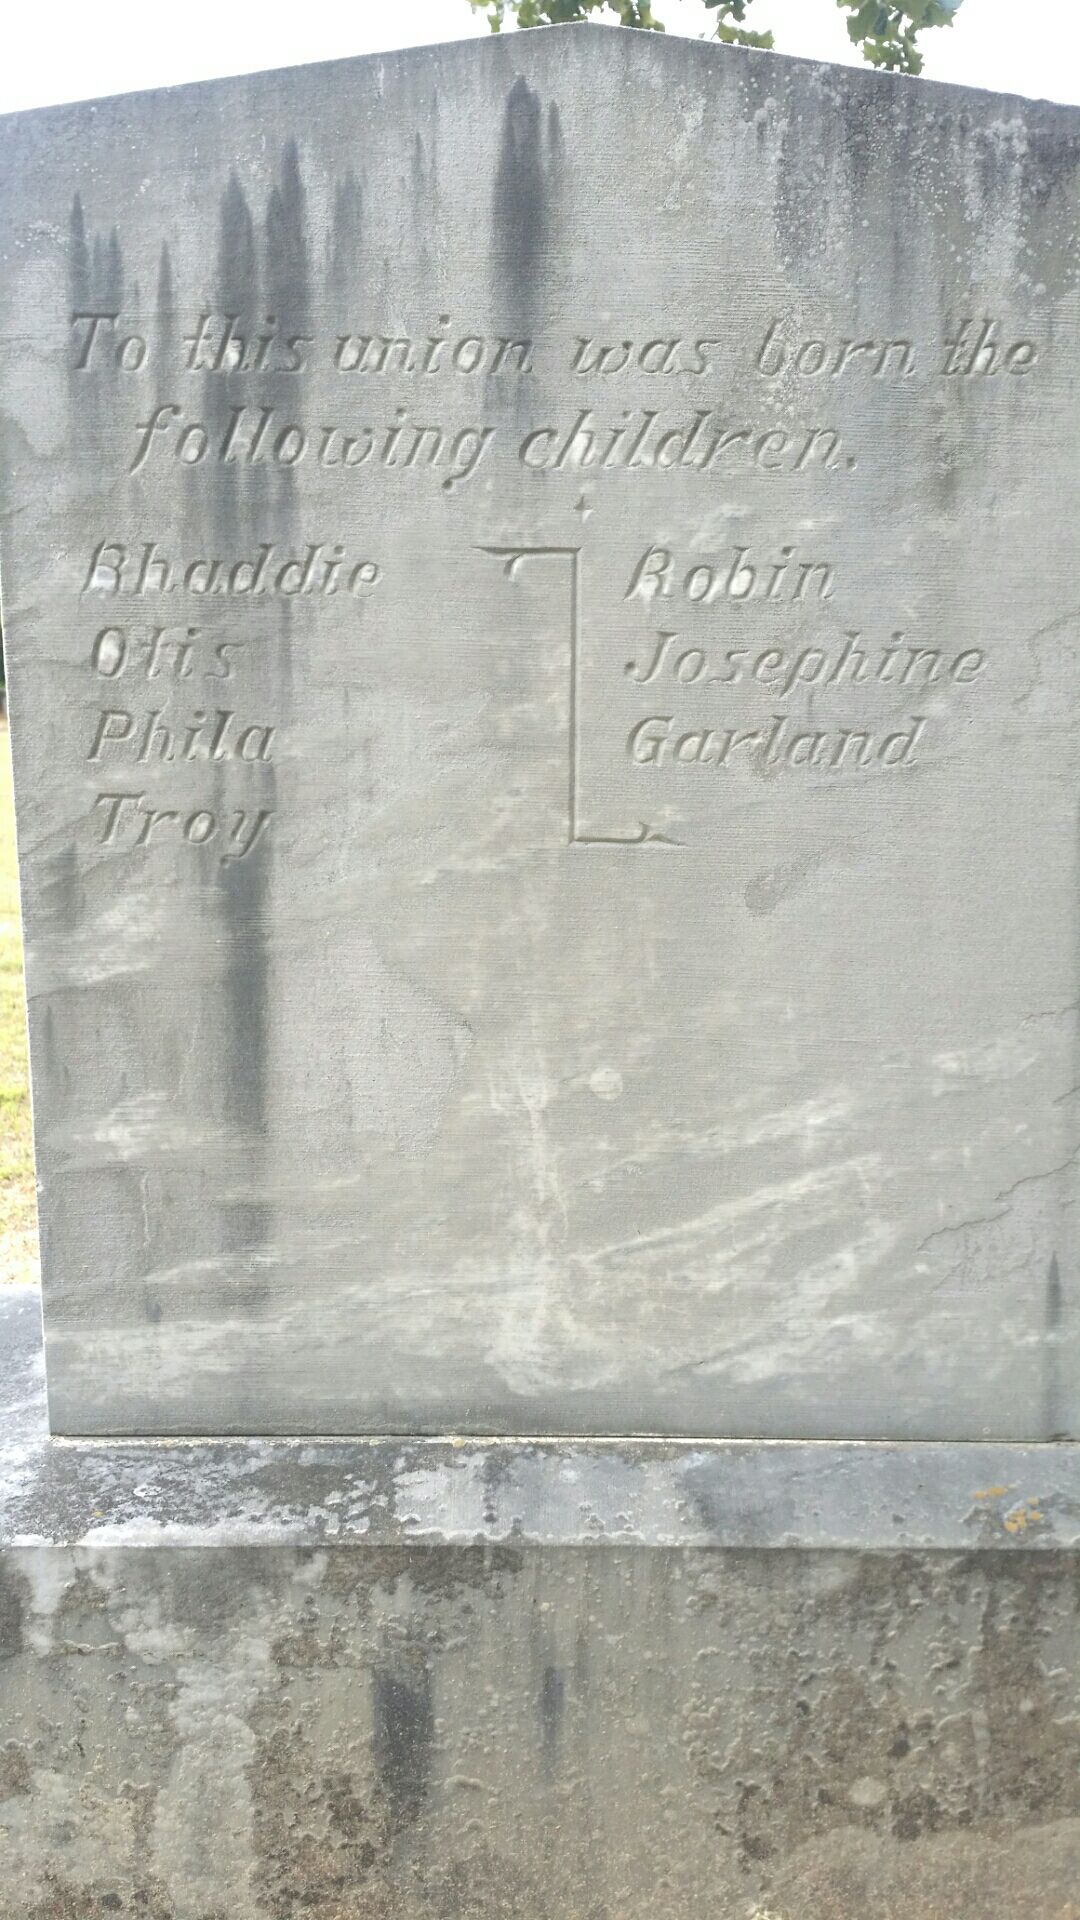 To this union was born the
following children.
Rhaddie
Otis
Phila
Troy
Robin
Josephine
Garland